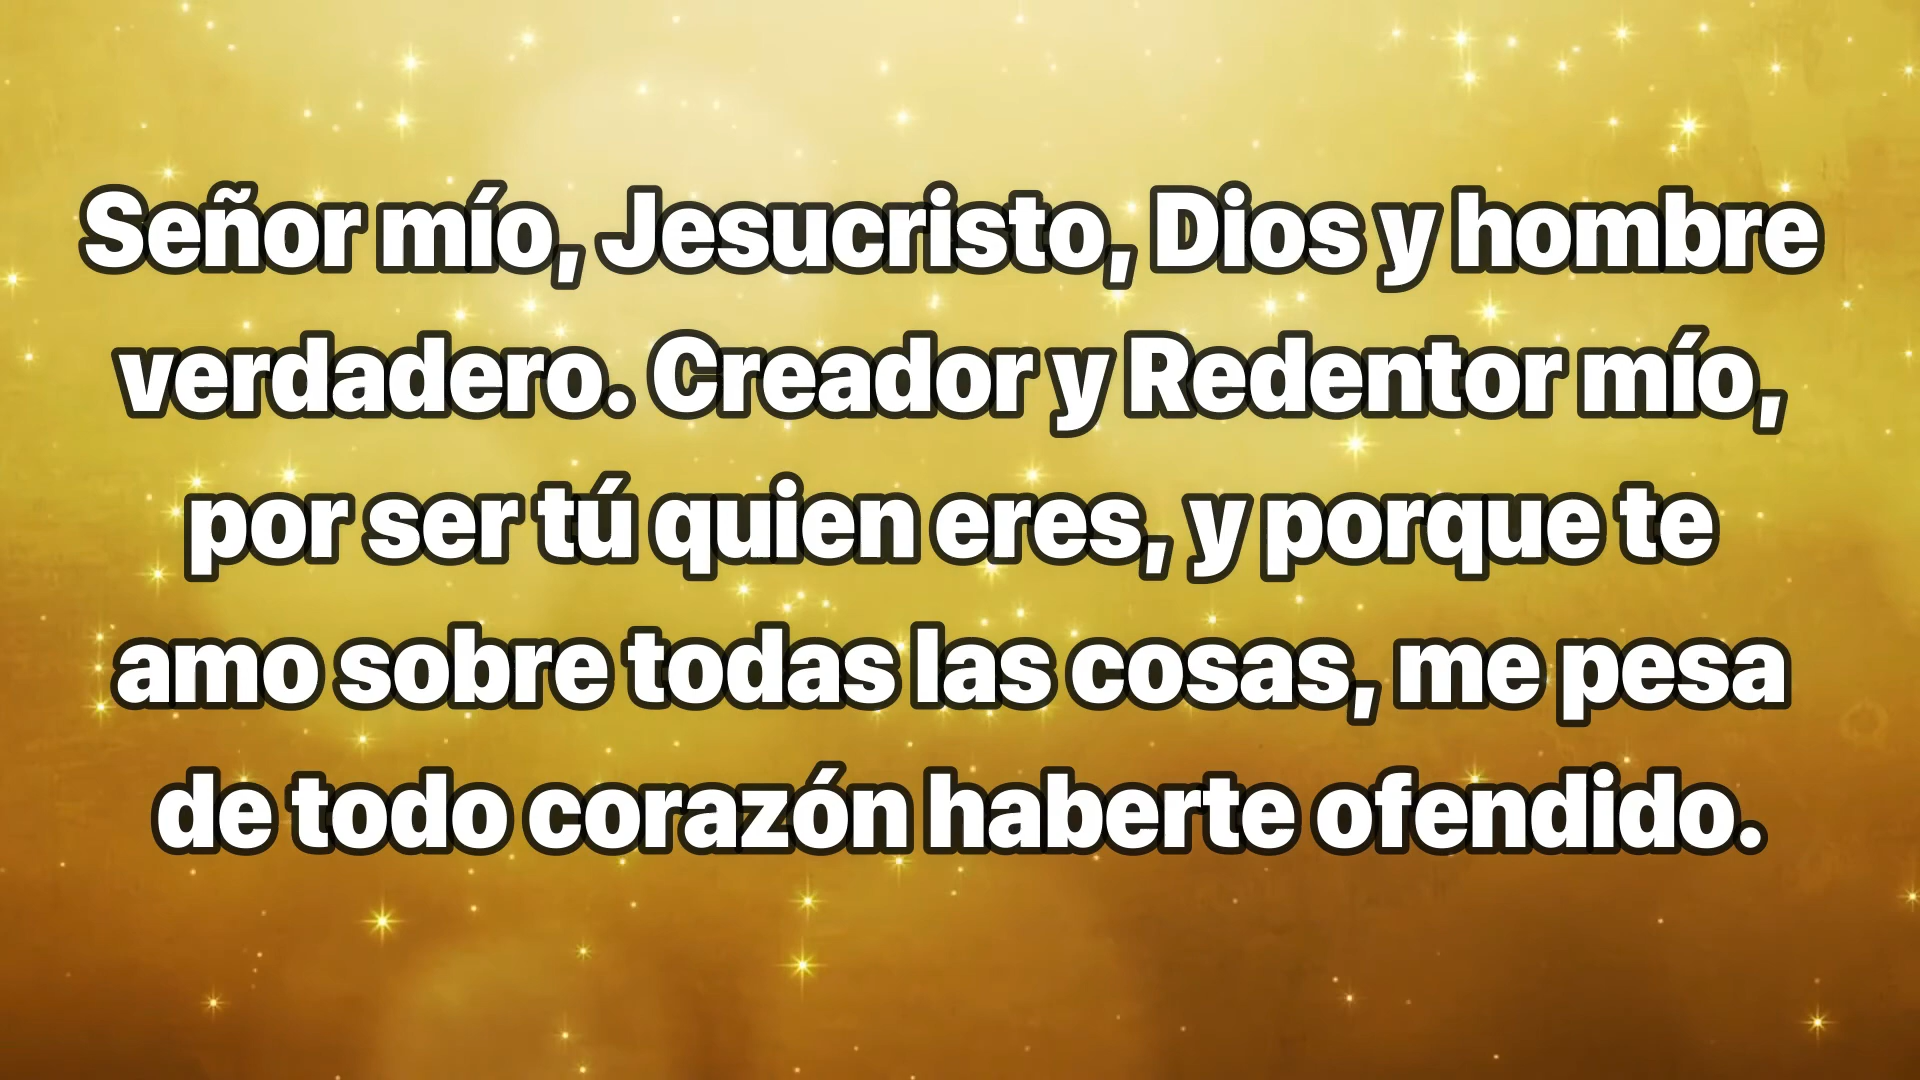 Señor mío, Jesucristo, Dios y hombre
verdadero. Creador y Redentor mío,
por ser tú quien eres, y porque te
amo sobre todas las cosas, me pesa
de todo corazón haberte ofendido.